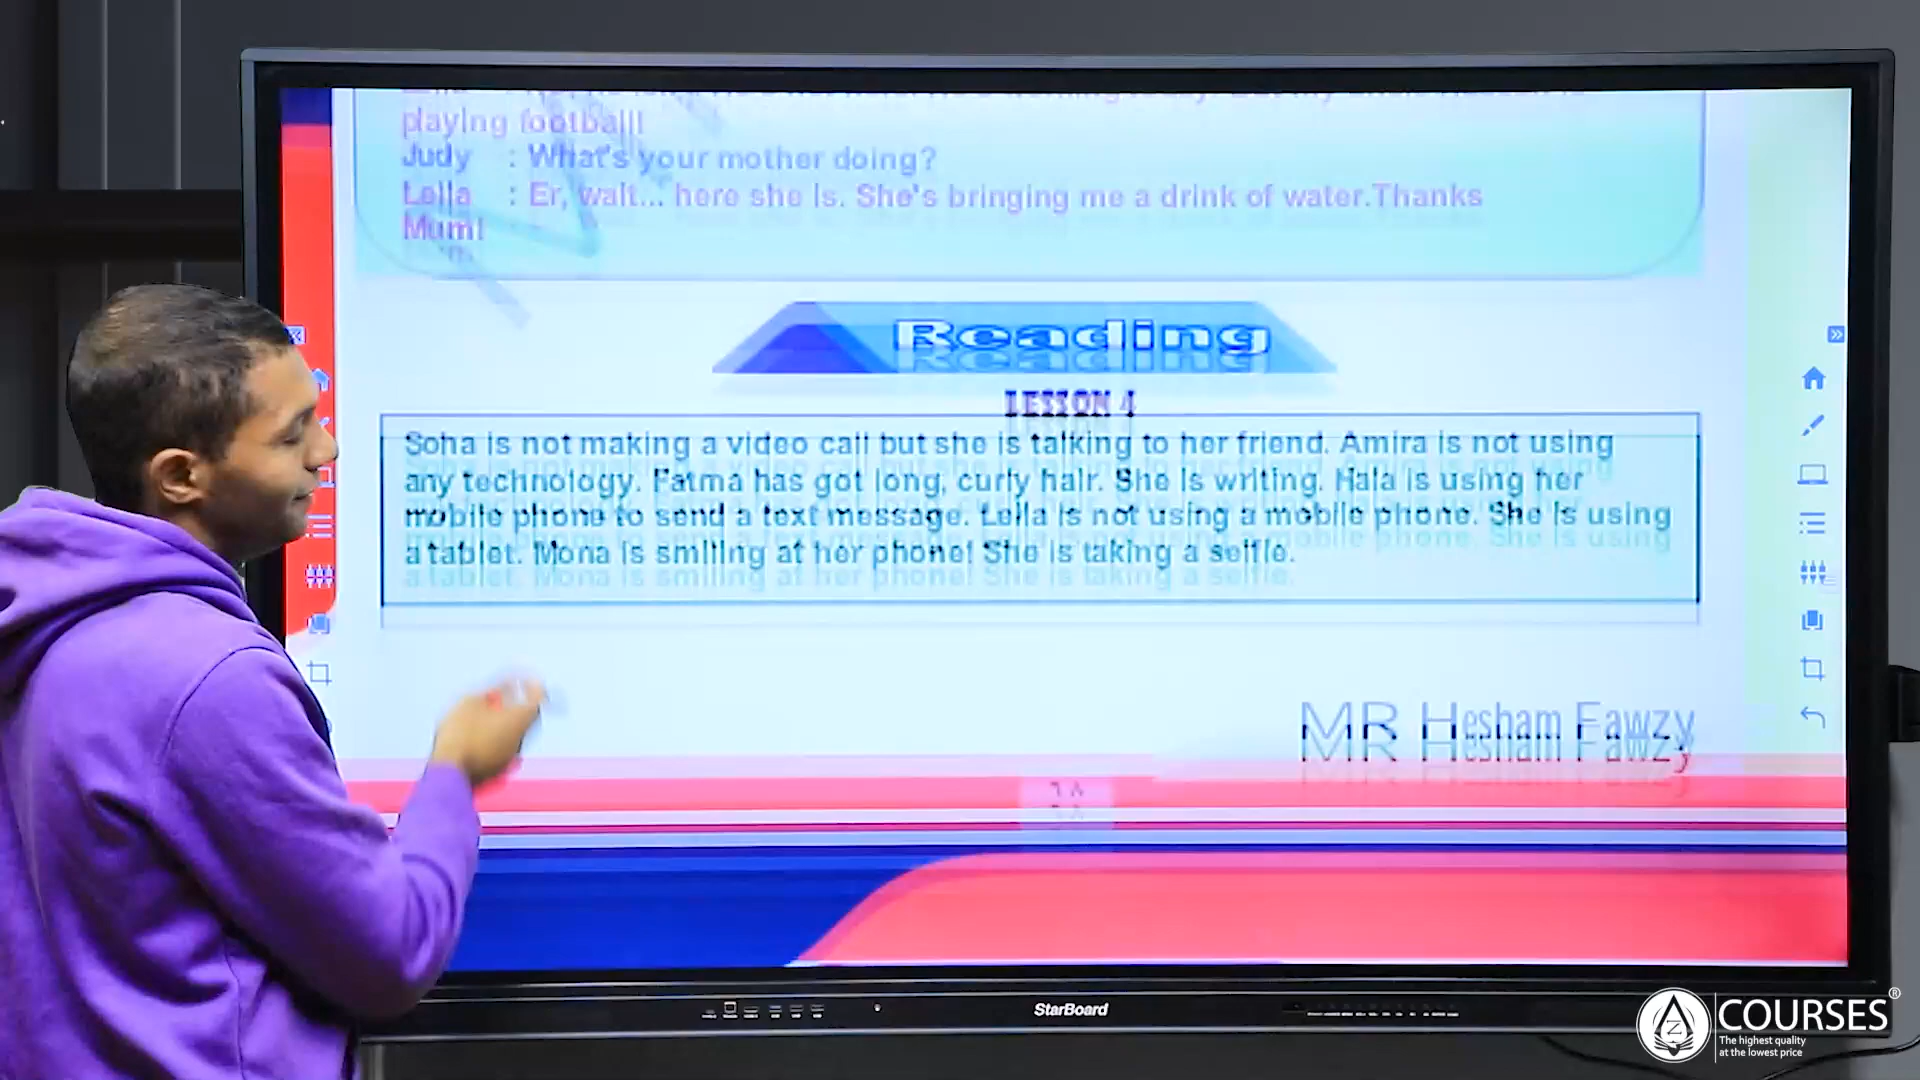 playing football!
Judy : What's your mother doing?
Leila : Er, wait... here she is. She's bringing me a drink of water.Thanks
Mum!
Reading
LESSON 4
Soha is not making a video call but she is talking to her friend. Amira is not using
any technology. Fatma has got long, curly hair. She is writing. Hala is using her
mobile phone to send a text message. Leila is not using a mobile phone. She is using
a tablet. Mona is smiling at her phone! She is taking a selfie.
MR Hesham Fawzy
StarBoard
COURSES®
The highest quality
at the lowest price